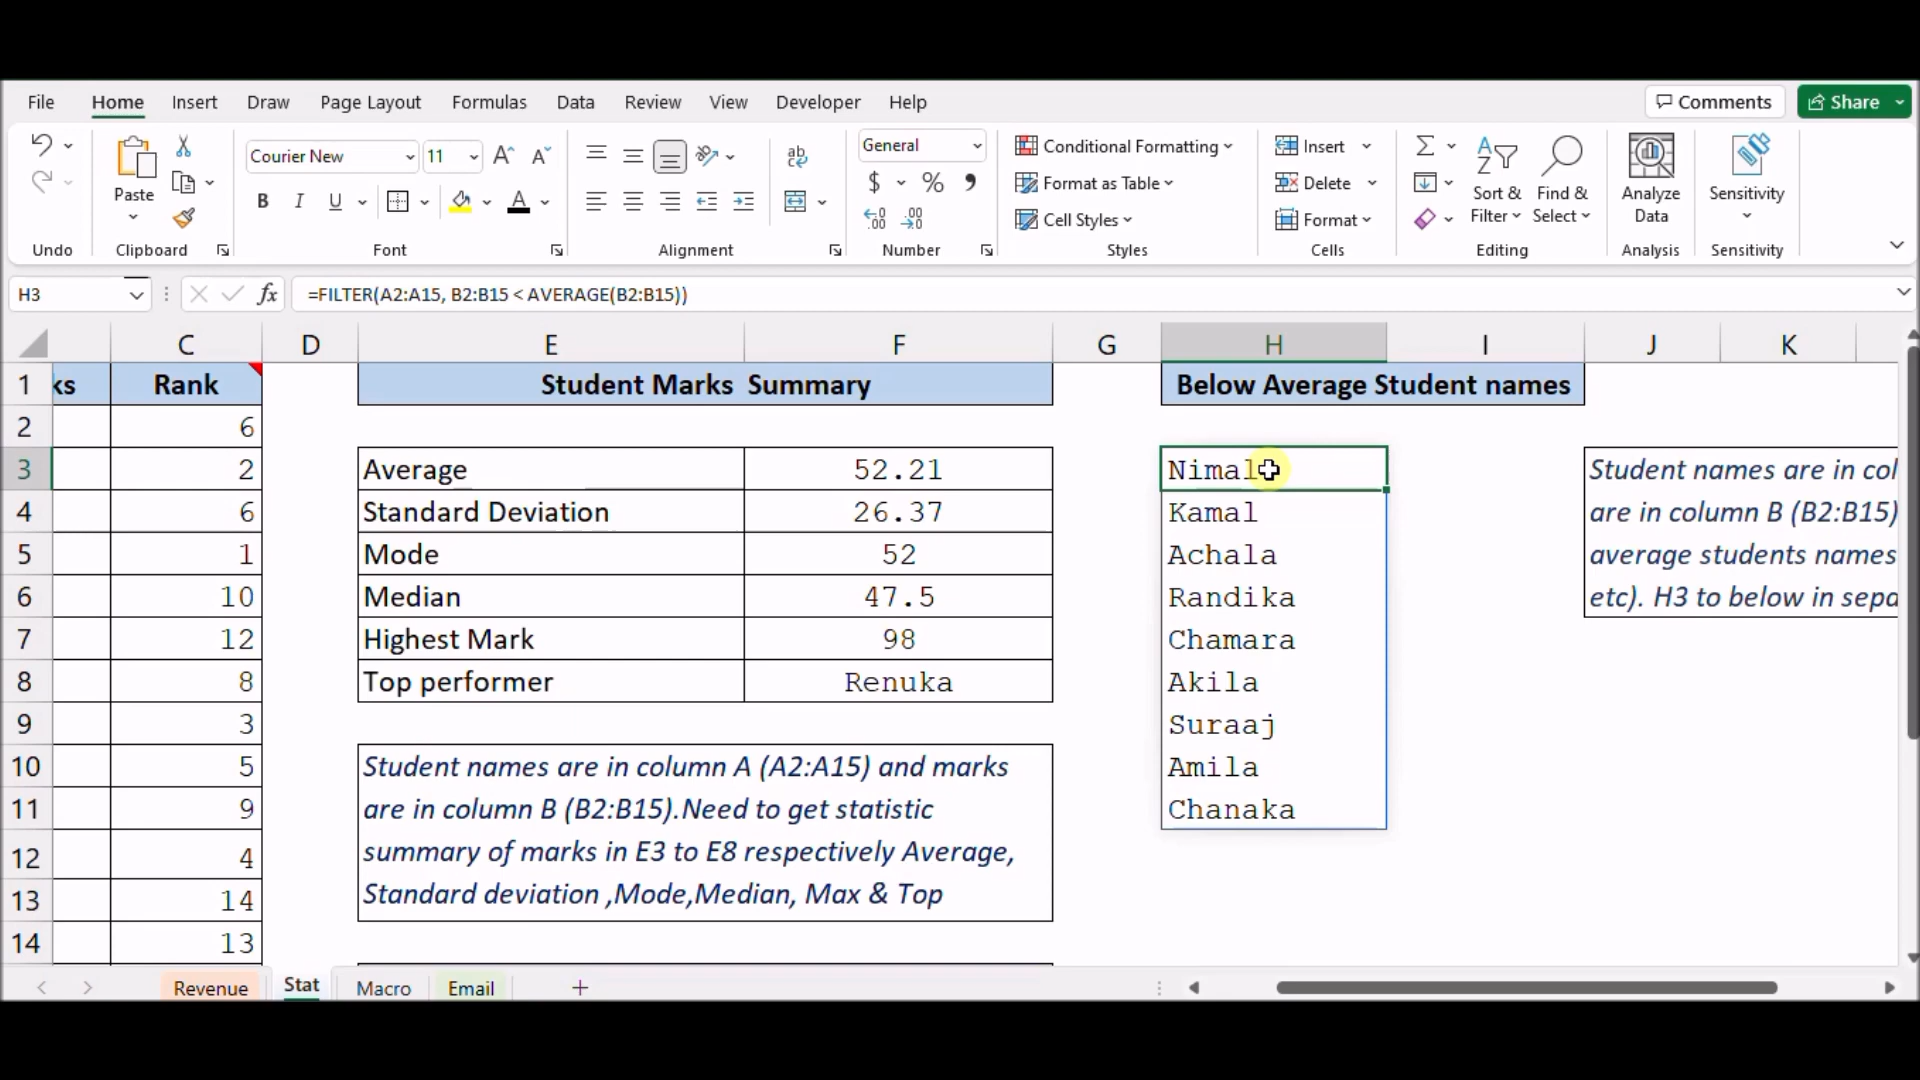 File Home Insert Draw Page Layout Formulas Data Review View Developer Help Comments Share
Courier New 11 General Conditional Formatting Insert
Paste Format as Table Delete Sort & Filter Find & Select Analyze Data Sensitivity
B I U A $ % Cell Styles Format
Undo Clipboard Font Alignment Number Styles Cells Editing Analysis Sensitivity
H3 fx =FILTER(A2:A15, B2:B15 < AVERAGE(B2:B15))
C D E F G H I J K
1 ks Rank Student Marks Summary Below Average Student names
2 6
3 2 Average 52.21 Nimal Student names are in col
4 6 Standard Deviation 26.37 Kamal are in column B (B2:B15)
5 1 Mode 52 Achala average students names
6 10 Median 47.5 Randika etc). H3 to below in sepa
7 12 Highest Mark 98 Chamara
8 8 Top performer Renuka Akila
9 3 Suraaj
10 5 Student names are in column A (A2:A15) and marks Amila
11 9 are in column B (B2:B15).Need to get statistic Chanaka
12 4 summary of marks in E3 to E8 respectively Average,
13 14 Standard deviation ,Mode,Median, Max & Top
14 13
Revenue Stat Macro Email